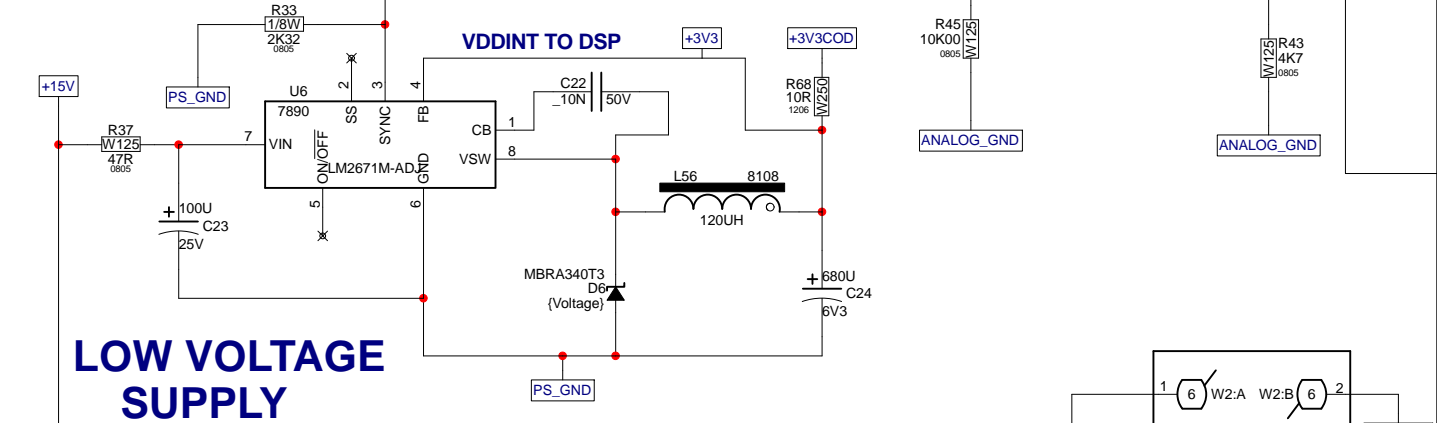 R33
1/8W
2K32
0805
VDDINT TO DSP
+3V3
+3V3COD
R45
10K00
0805
W125
R43
4K7
0805
W125
+15V
PS_GND
U6
7890
2
3
4
SS
SYNC
FB
C22
_10N
50V
R68
10R
1206
W250
R37
W125
47R
0805
7
VIN
CB
1
VSW
8
ON/OFF
GND
LM2671M-ADJ
5
6
ANALOG_GND
ANALOG_GND
L56
8108
120UH
+
100U
C23
25V
MBRA340T3
D6
{Voltage}
+
680U
C24
6V3
LOW VOLTAGE
SUPPLY
PS_GND
1
6
W2:A
W2:B
6
2